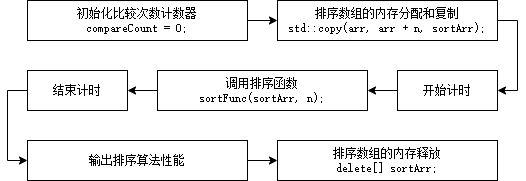 初始化比较次数计数器
compareCount = 0;
排序数组的内存分配和复制
std::copy(arr, arr + n, sortArr);
开始计时
调用排序函数
sortFunc(sortArr, n);
结束计时
输出排序算法性能
排序数组的内存释放
delete[] sortArr;